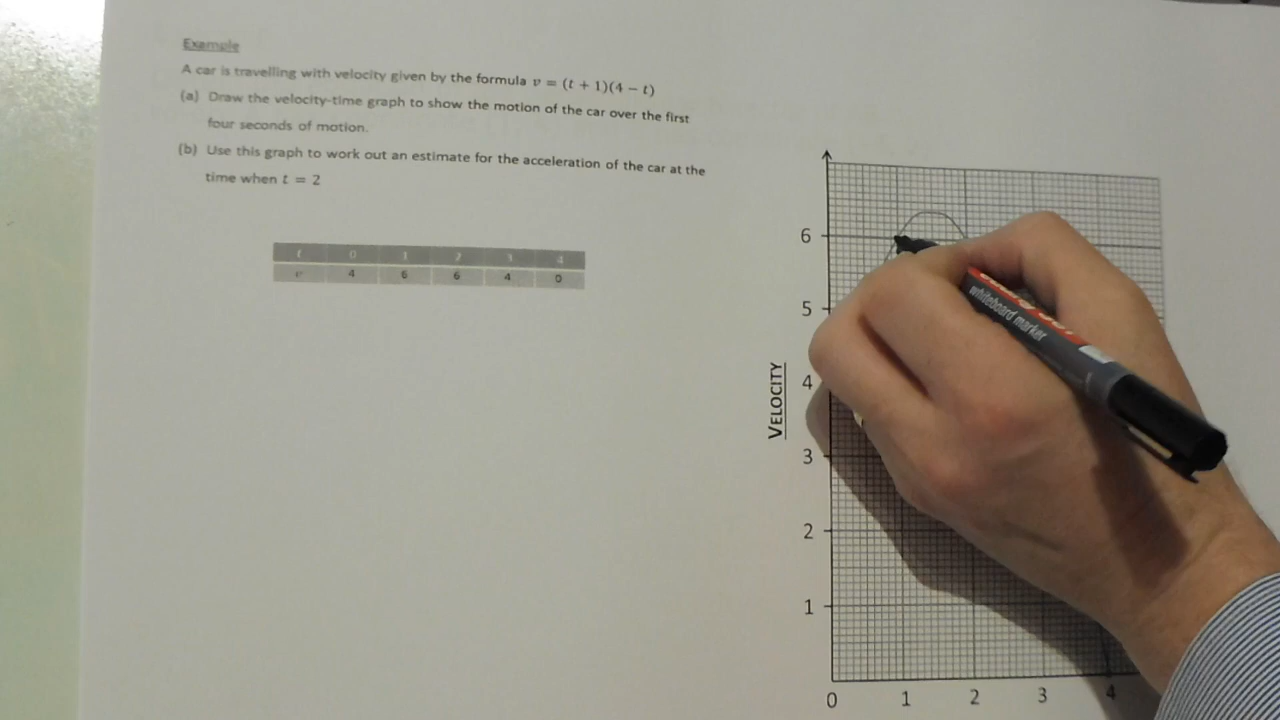 Example
A car is travelling with velocity given by the formula v = (t + 1)(4 − t)
(a) Draw the velocity-time graph to show the motion of the car over the first
four seconds of motion.
(b) Use this graph to work out an estimate for the acceleration of the car at the
time when t = 2
t 0 1 2 3 4
v 4 6 6 4 0
VELOCITY
6
5
4
3
2
1
0 1 2 3 4
whiteboard marker